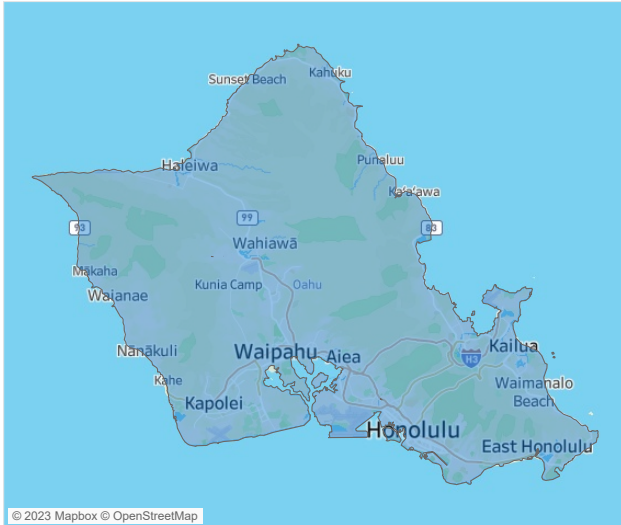 Kahuku
Sunset Beach
Punaluu
Haleiwa
Ka'a'awa
99
93
83
Wahiawā
Mākaha
Kunia Camp
Oahu
Waianae
Kailua
Nānākuli
Waipahu
Aiea
H3
Kahe
Waimanalo
Beach
Kapolei
Honolulu
East Honolulu
© 2023 Mapbox © OpenStreetMap